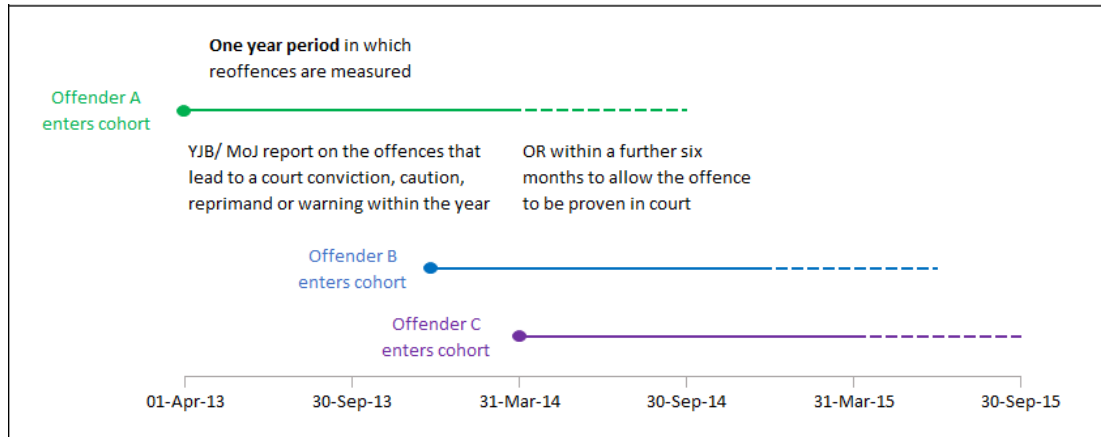 One year period in which
reoffences are measured
Offender A
enters cohort
YJB/ MoJ report on the offences that
lead to a court conviction, caution,
reprimand or warning within the year
OR within a further six
months to allow the offence
to be proven in court
Offender B
enters cohort
Offender C
enters cohort
01-Apr-13 30-Sep-13 31-Mar-14 30-Sep-14 31-Mar-15 30-Sep-15